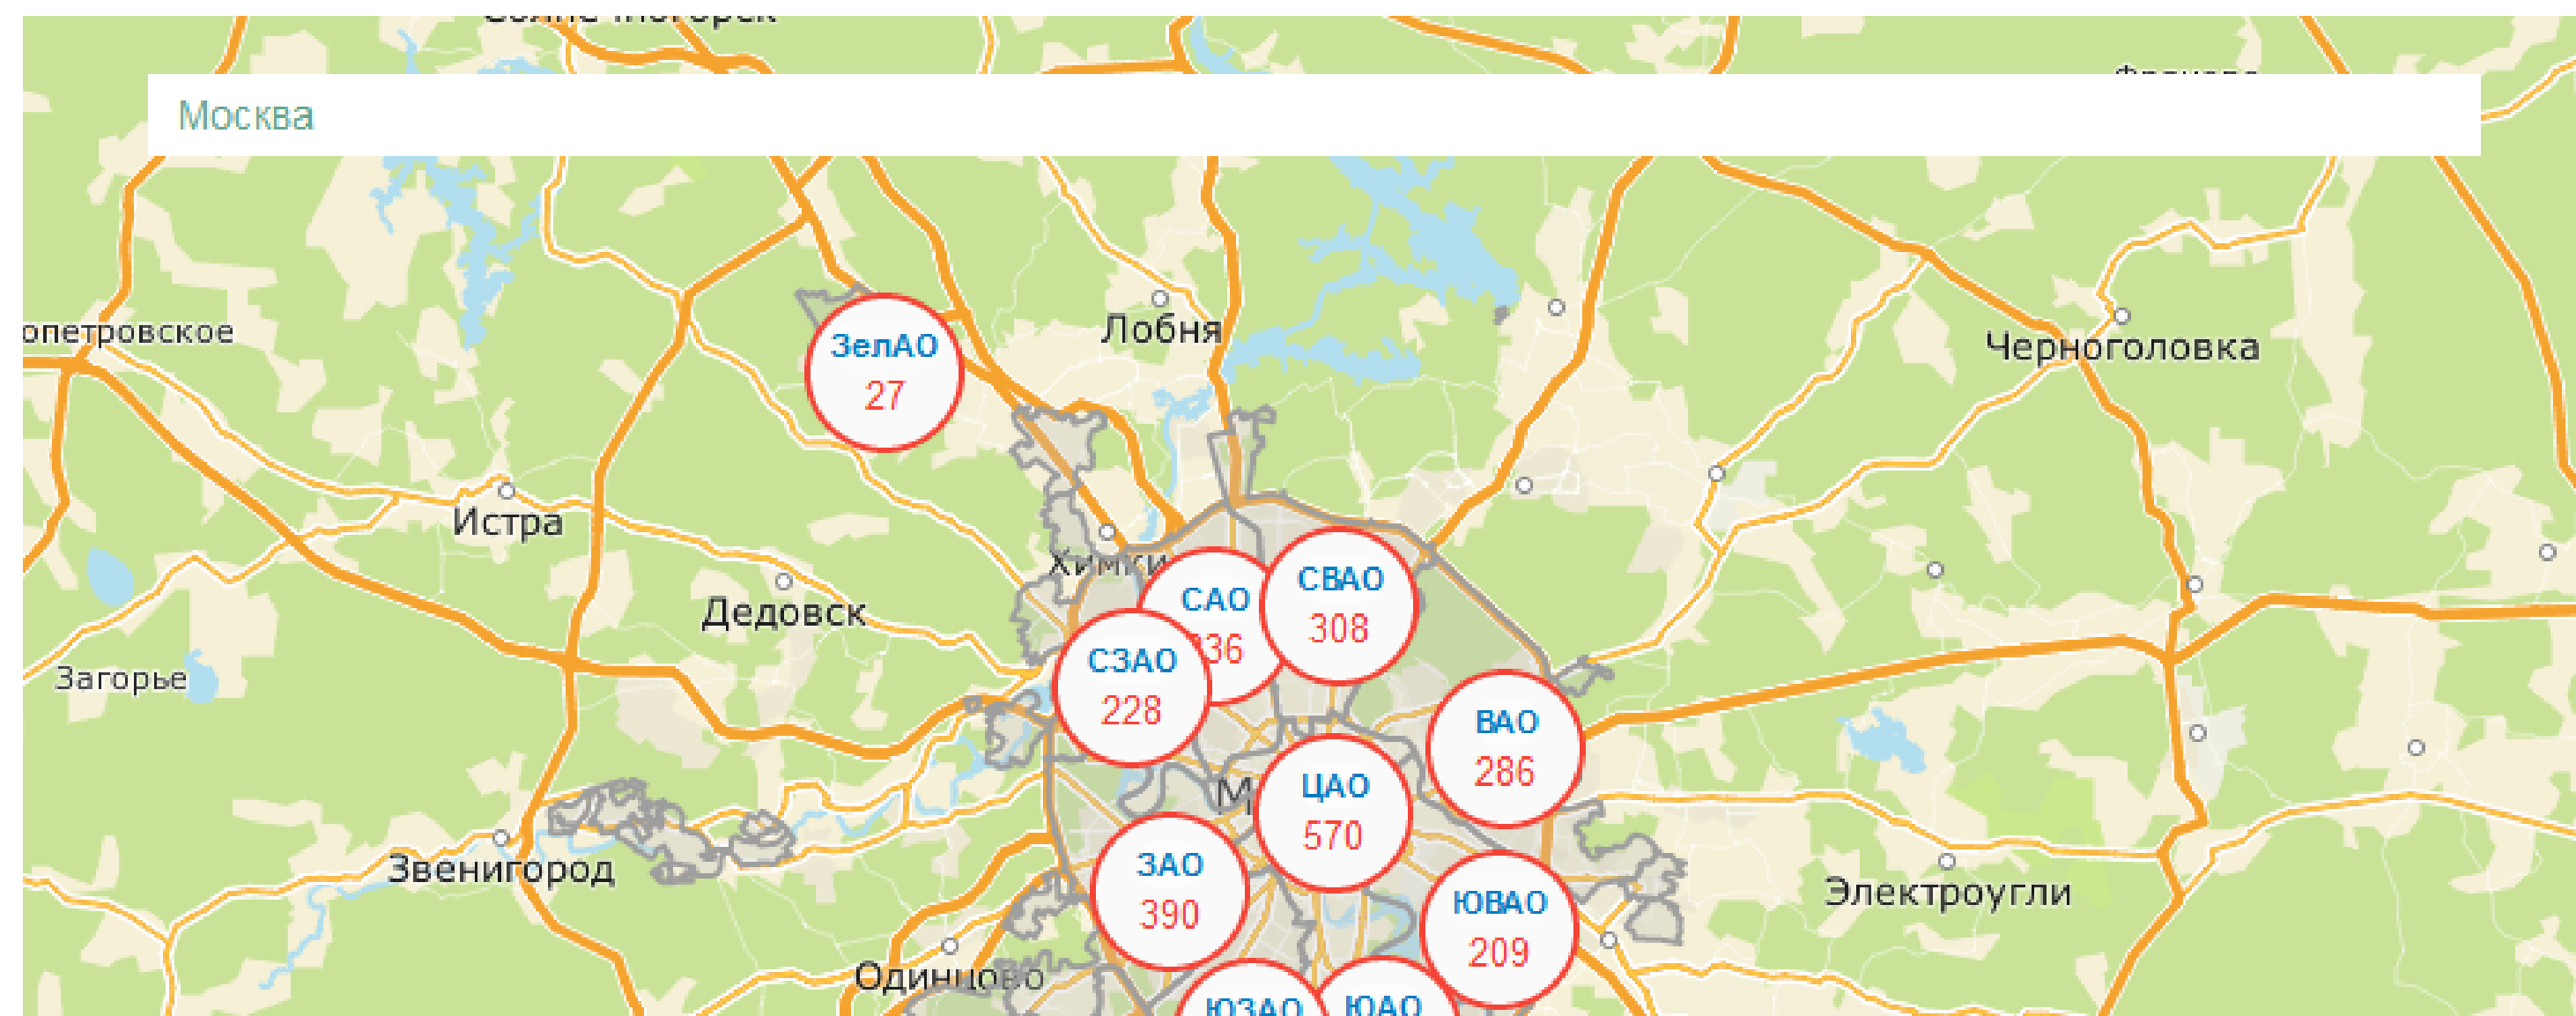 Москва
ЗелАО
27
Лобня
опетровское
Черноголовка
Истра
Химки
САО
36
СВАО
308
Дедовск
СЗАО
228
Загорье
ВАО
286
М
ЦАО
570
Звенигород
ЗАО
390
Электроугли
ЮВАО
209
Одинцово
ЮЗАО
ЮАО